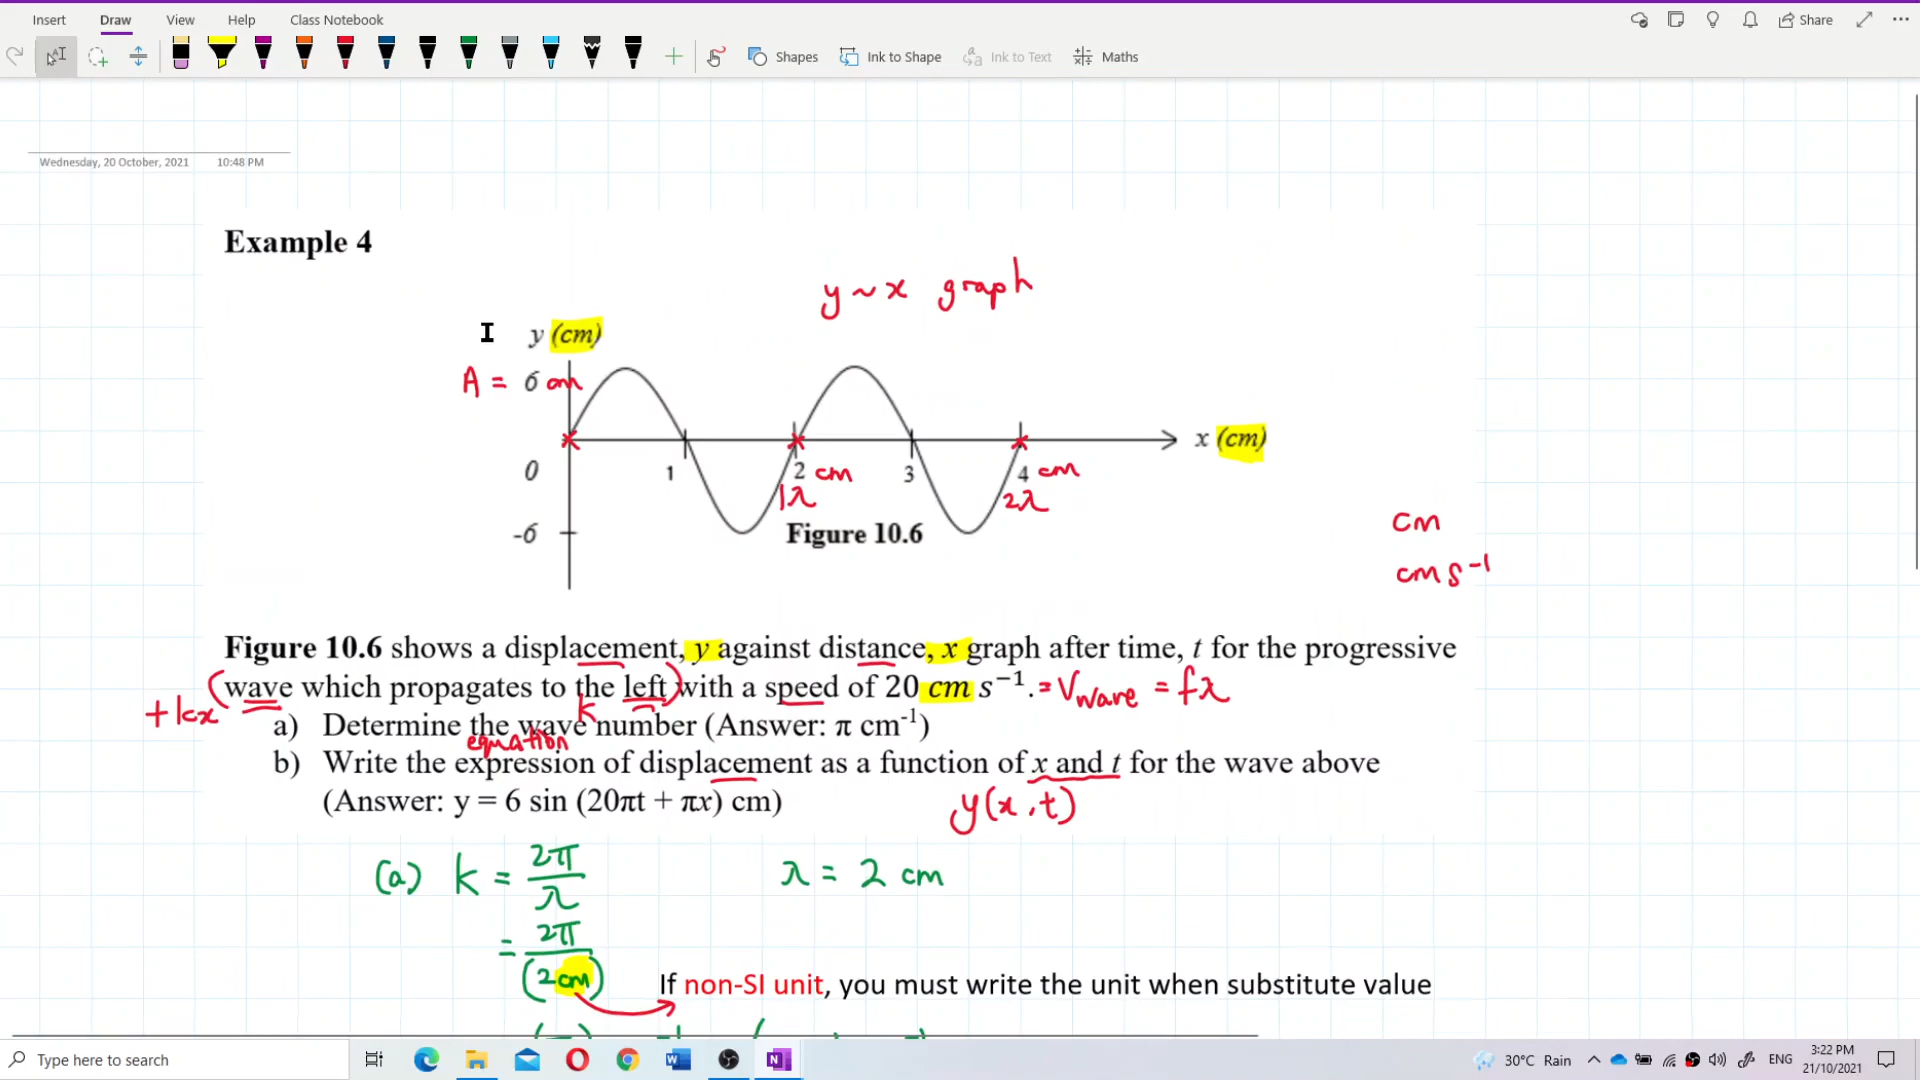 Insert Draw View Help Class Notebook Share
Shapes Ink to Shape Ink to Text Maths
Wednesday, 20 October, 2021 10:48 PM
Example 4
y ~ x graph
y (cm)
A = 6 cm
x (cm)
0 1 2 cm 3 4 cm
1λ 2λ
-6 Figure 10.6
cm
cm s⁻¹
Figure 10.6 shows a displacement, y against distance, x graph after time, t for the progressive
wave which propagates to the left with a speed of 20 cm s⁻¹. = Vwave = fλ
+kx
k
a) Determine the wave number (Answer: π cm⁻¹)
equation
b) Write the expression of displacement as a function of x and t for the wave above
(Answer: y = 6 sin (20πt + πx) cm)
y(x,t)
(a) k = 2π/λ λ = 2 cm
= 2π/(2cm)
If non-SI unit, you must write the unit when substitute value
Type here to search 30°C Rain ENG 3:22 PM
21/10/2021